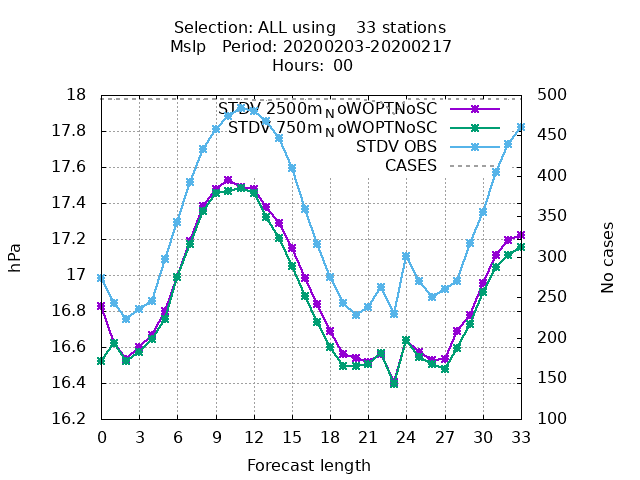 Selection: ALL using    33 stations
Mslp   Period: 20200203-20200217
Hours:  00
hPa
No cases
18
17.8
17.6
17.4
17.2
17
16.8
16.6
16.4
16.2
STDV 2500m_NoWOPTNoSC
STDV 750m_NoWOPTNoSC
STDV OBS
CASES
500
450
400
350
300
250
200
150
100
0 3 6 9 12 15 18 21 24 27 30 33
Forecast length